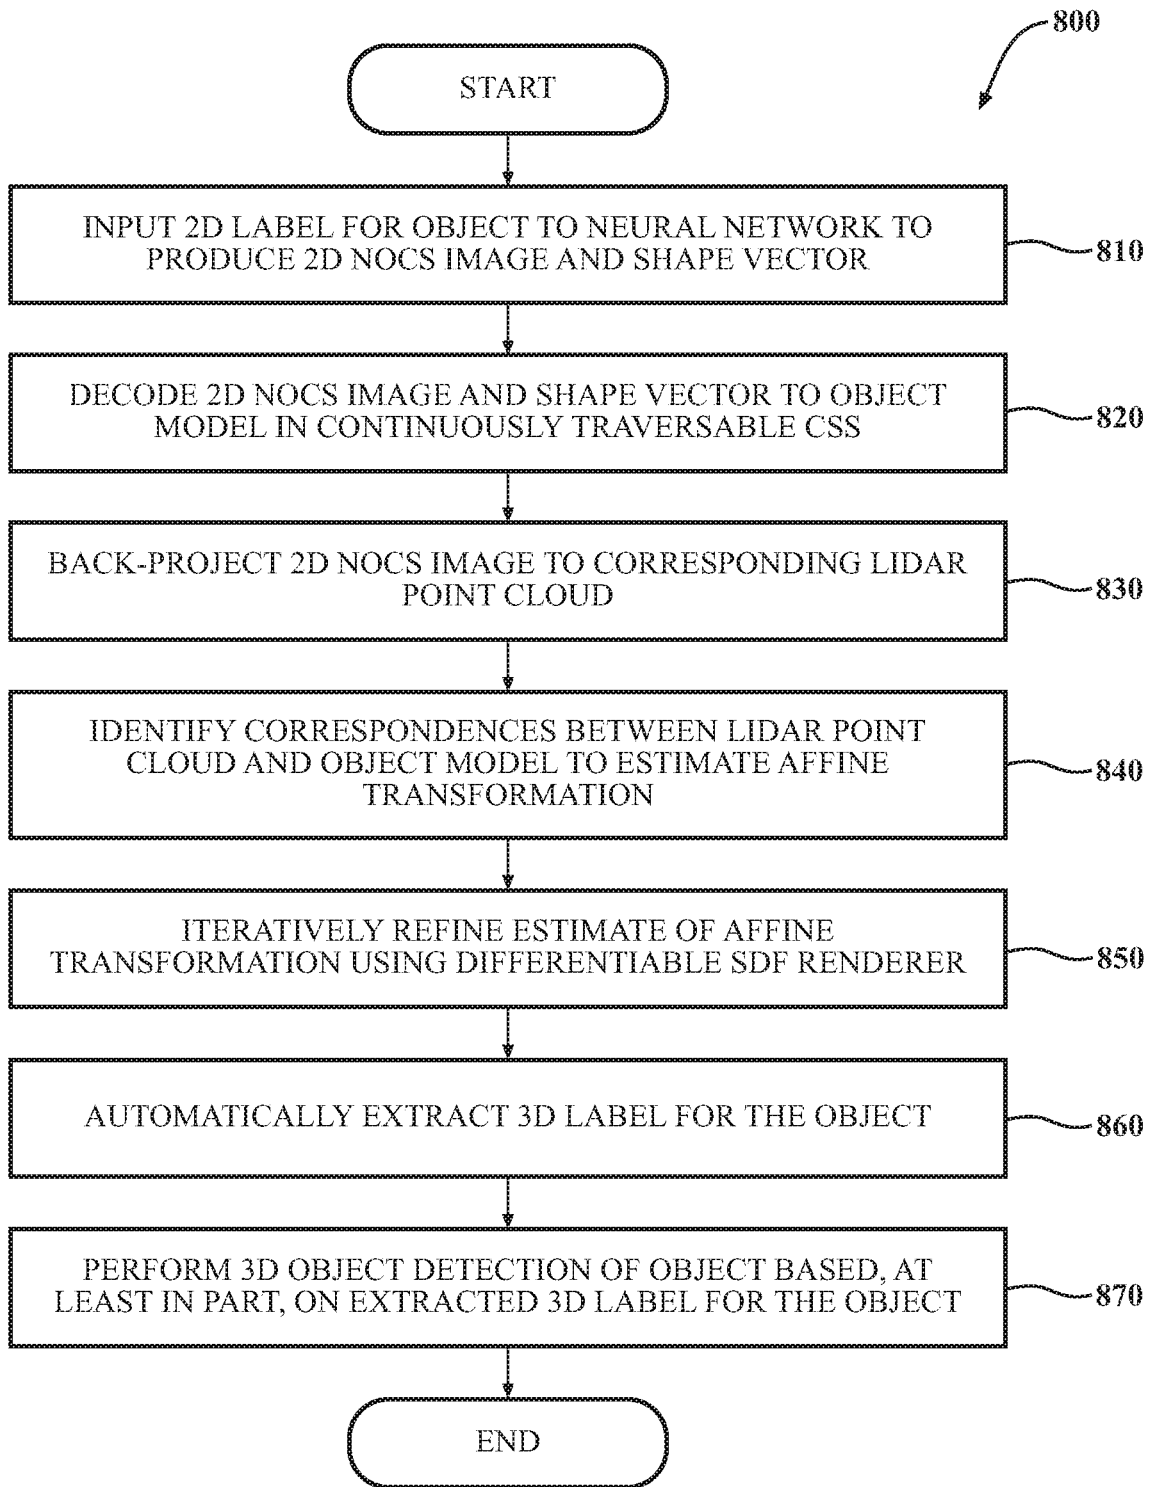 800
START
INPUT 2D LABEL FOR OBJECT TO NEURAL NETWORK TO
PRODUCE 2D NOCS IMAGE AND SHAPE VECTOR
810
DECODE 2D NOCS IMAGE AND SHAPE VECTOR TO OBJECT
MODEL IN CONTINUOUSLY TRAVERSABLE CSS
820
BACK-PROJECT 2D NOCS IMAGE TO CORRESPONDING LIDAR
POINT CLOUD
830
IDENTIFY CORRESPONDENCES BETWEEN LIDAR POINT
CLOUD AND OBJECT MODEL TO ESTIMATE AFFINE
TRANSFORMATION
840
ITERATIVELY REFINE ESTIMATE OF AFFINE
TRANSFORMATION USING DIFFERENTIABLE SDF RENDERER
850
AUTOMATICALLY EXTRACT 3D LABEL FOR THE OBJECT
860
PERFORM 3D OBJECT DETECTION OF OBJECT BASED, AT
LEAST IN PART, ON EXTRACTED 3D LABEL FOR THE OBJECT
870
END